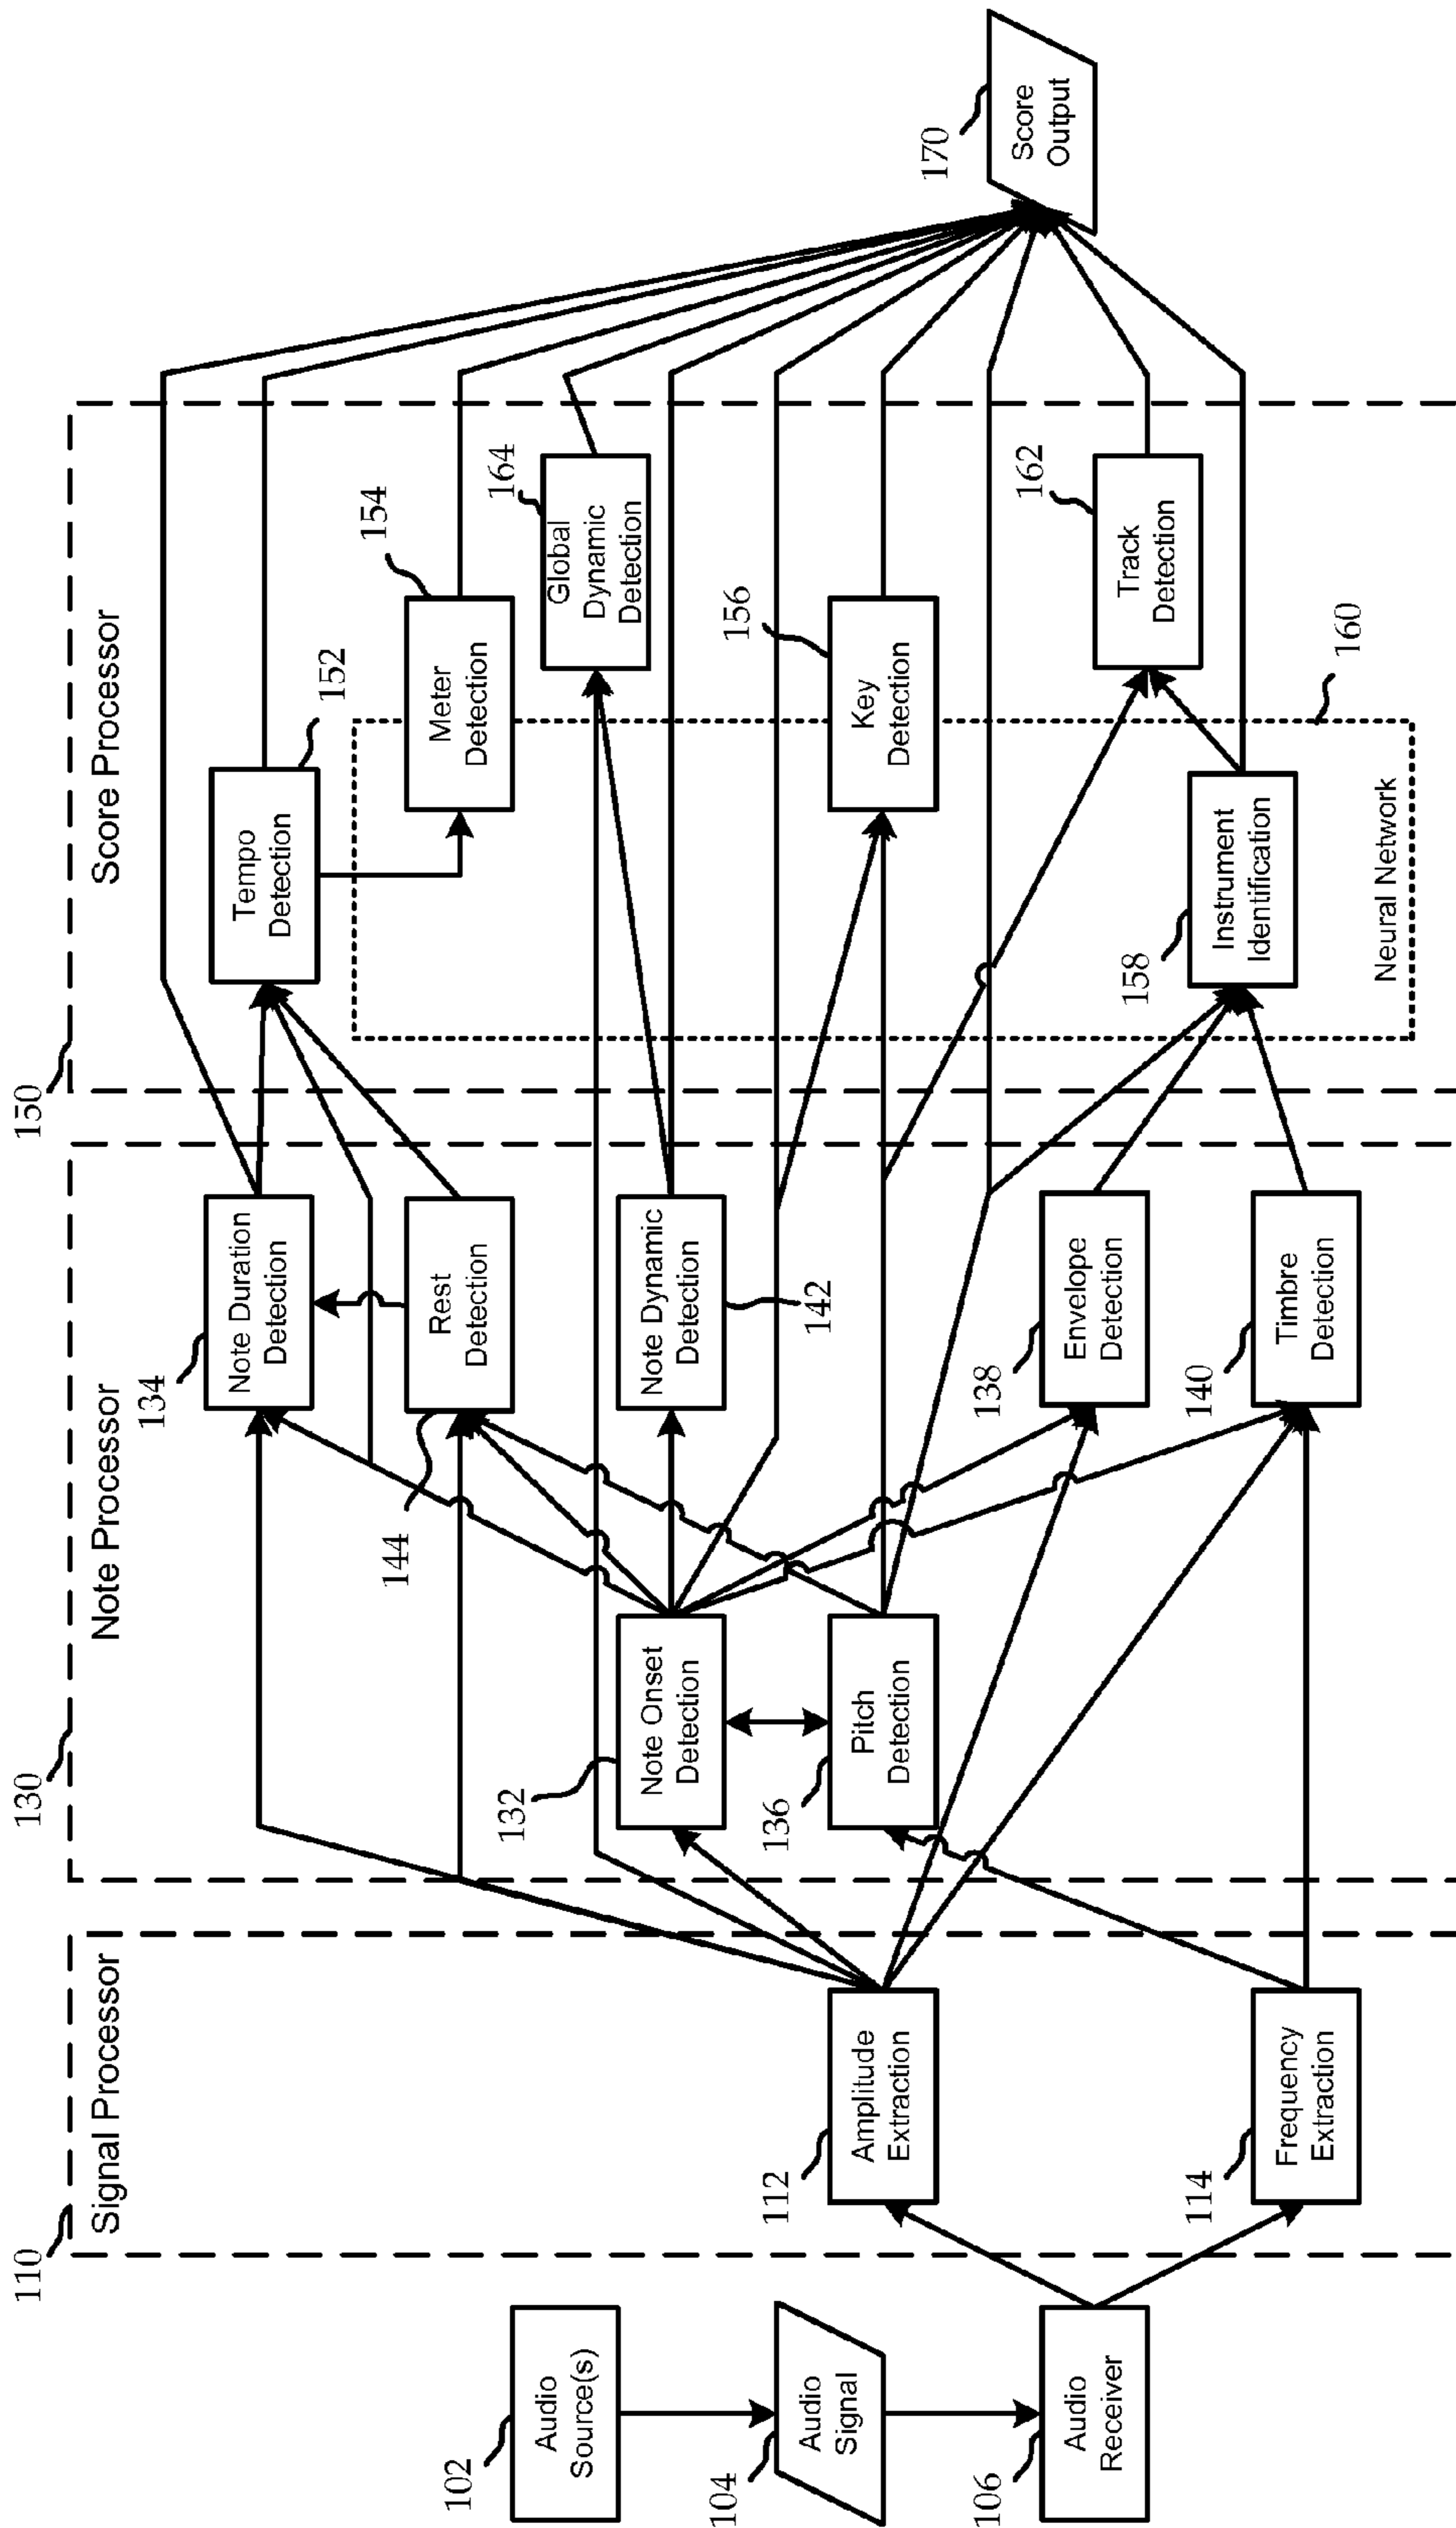 110
Signal Processor
130
Note Processor
150
Score Processor
102
Audio
Source(s)
104
Audio
Signal
106
Audio
Receiver
112
Amplitude
Extraction
114
Frequency
Extraction
132
Note Onset
Detection
136
Pitch
Detection
134
Note Duration
Detection
144
Rest
Detection
Note Dynamic
Detection
142
138
Envelope
Detection
140
Timbre
Detection
Tempo
Detection
152
Meter
Detection
154
164
Global
Dynamic
Detection
156
Key
Detection
162
Track
Detection
158
Instrument
Identification
160
Neural Network
170
Score
Output